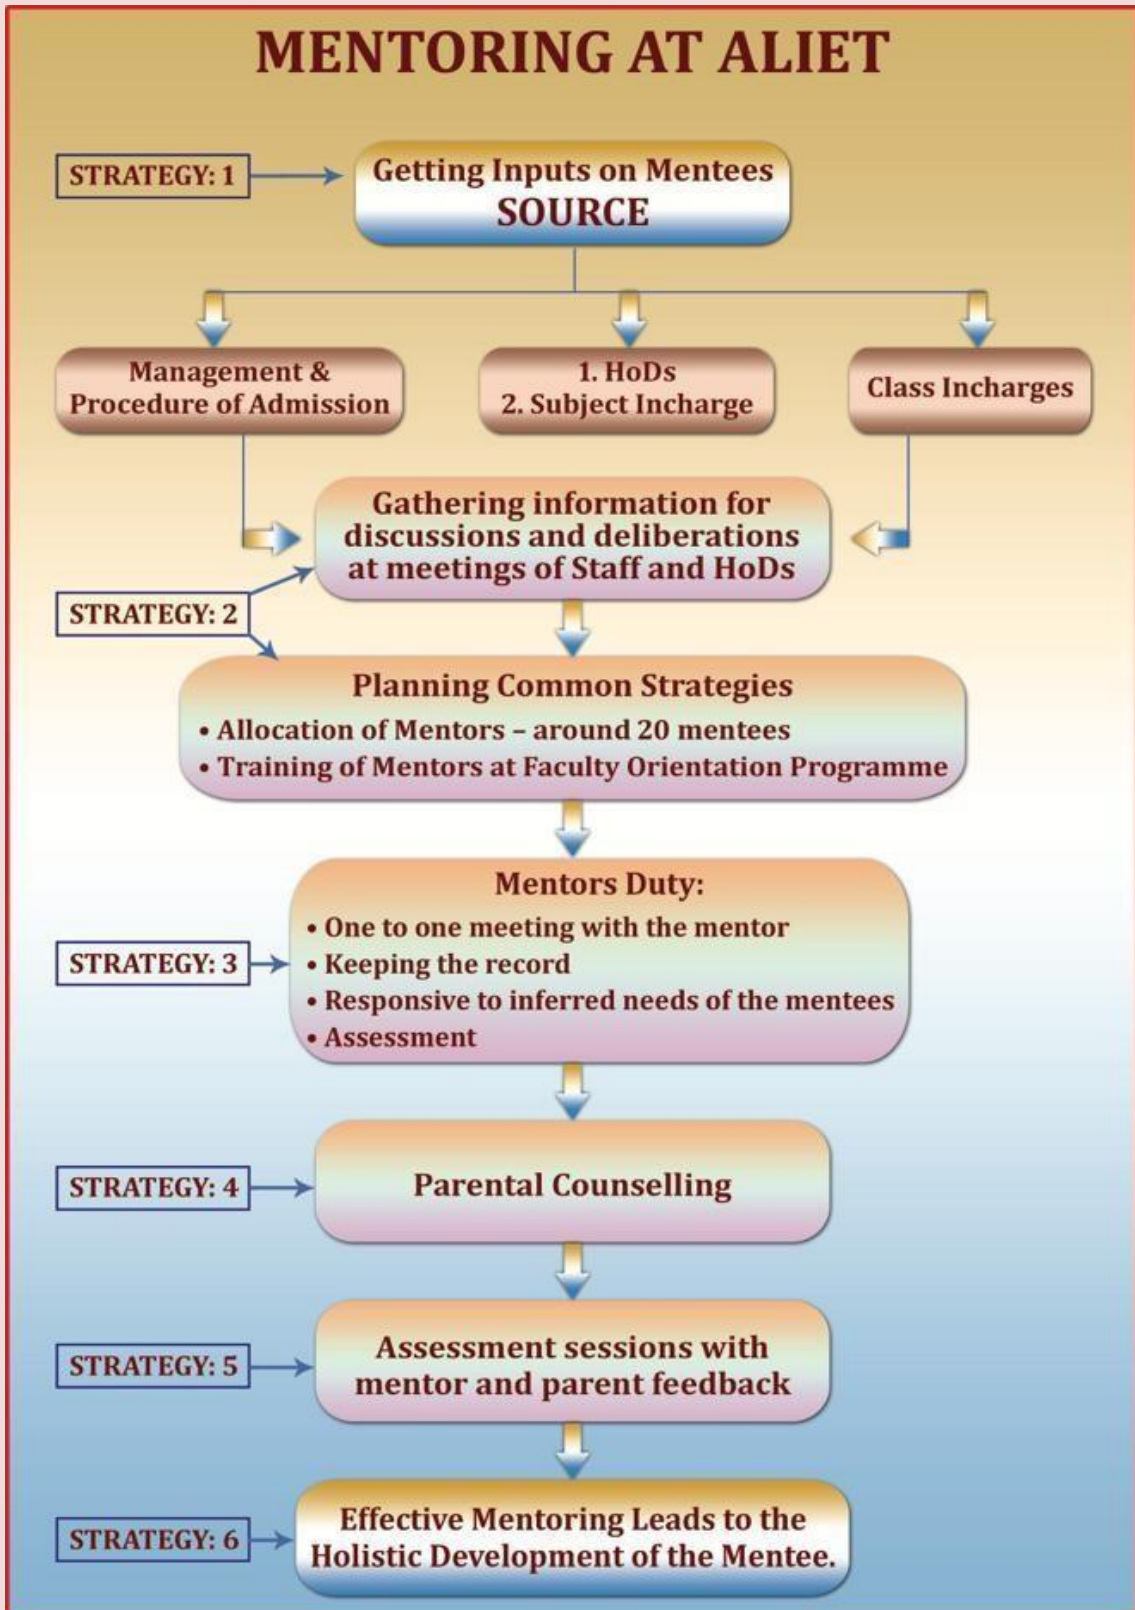 MENTORING AT ALIET
STRATEGY: 1
Getting Inputs on Mentees
SOURCE
Management &
Procedure of Admission
1. HoDs
2. Subject Incharge
Class Incharges
Gathering information for
discussions and deliberations
at meetings of Staff and HoDs
STRATEGY: 2
Planning Common Strategies
• Allocation of Mentors – around 20 mentees
• Training of Mentors at Faculty Orientation Programme
Mentors Duty:
• One to one meeting with the mentor
STRATEGY: 3
• Keeping the record
• Responsive to inferred needs of the mentees
• Assessment
STRATEGY: 4
Parental Counselling
STRATEGY: 5
Assessment sessions with
mentor and parent feedback
STRATEGY: 6
Effective Mentoring Leads to the
Holistic Development of the Mentee.